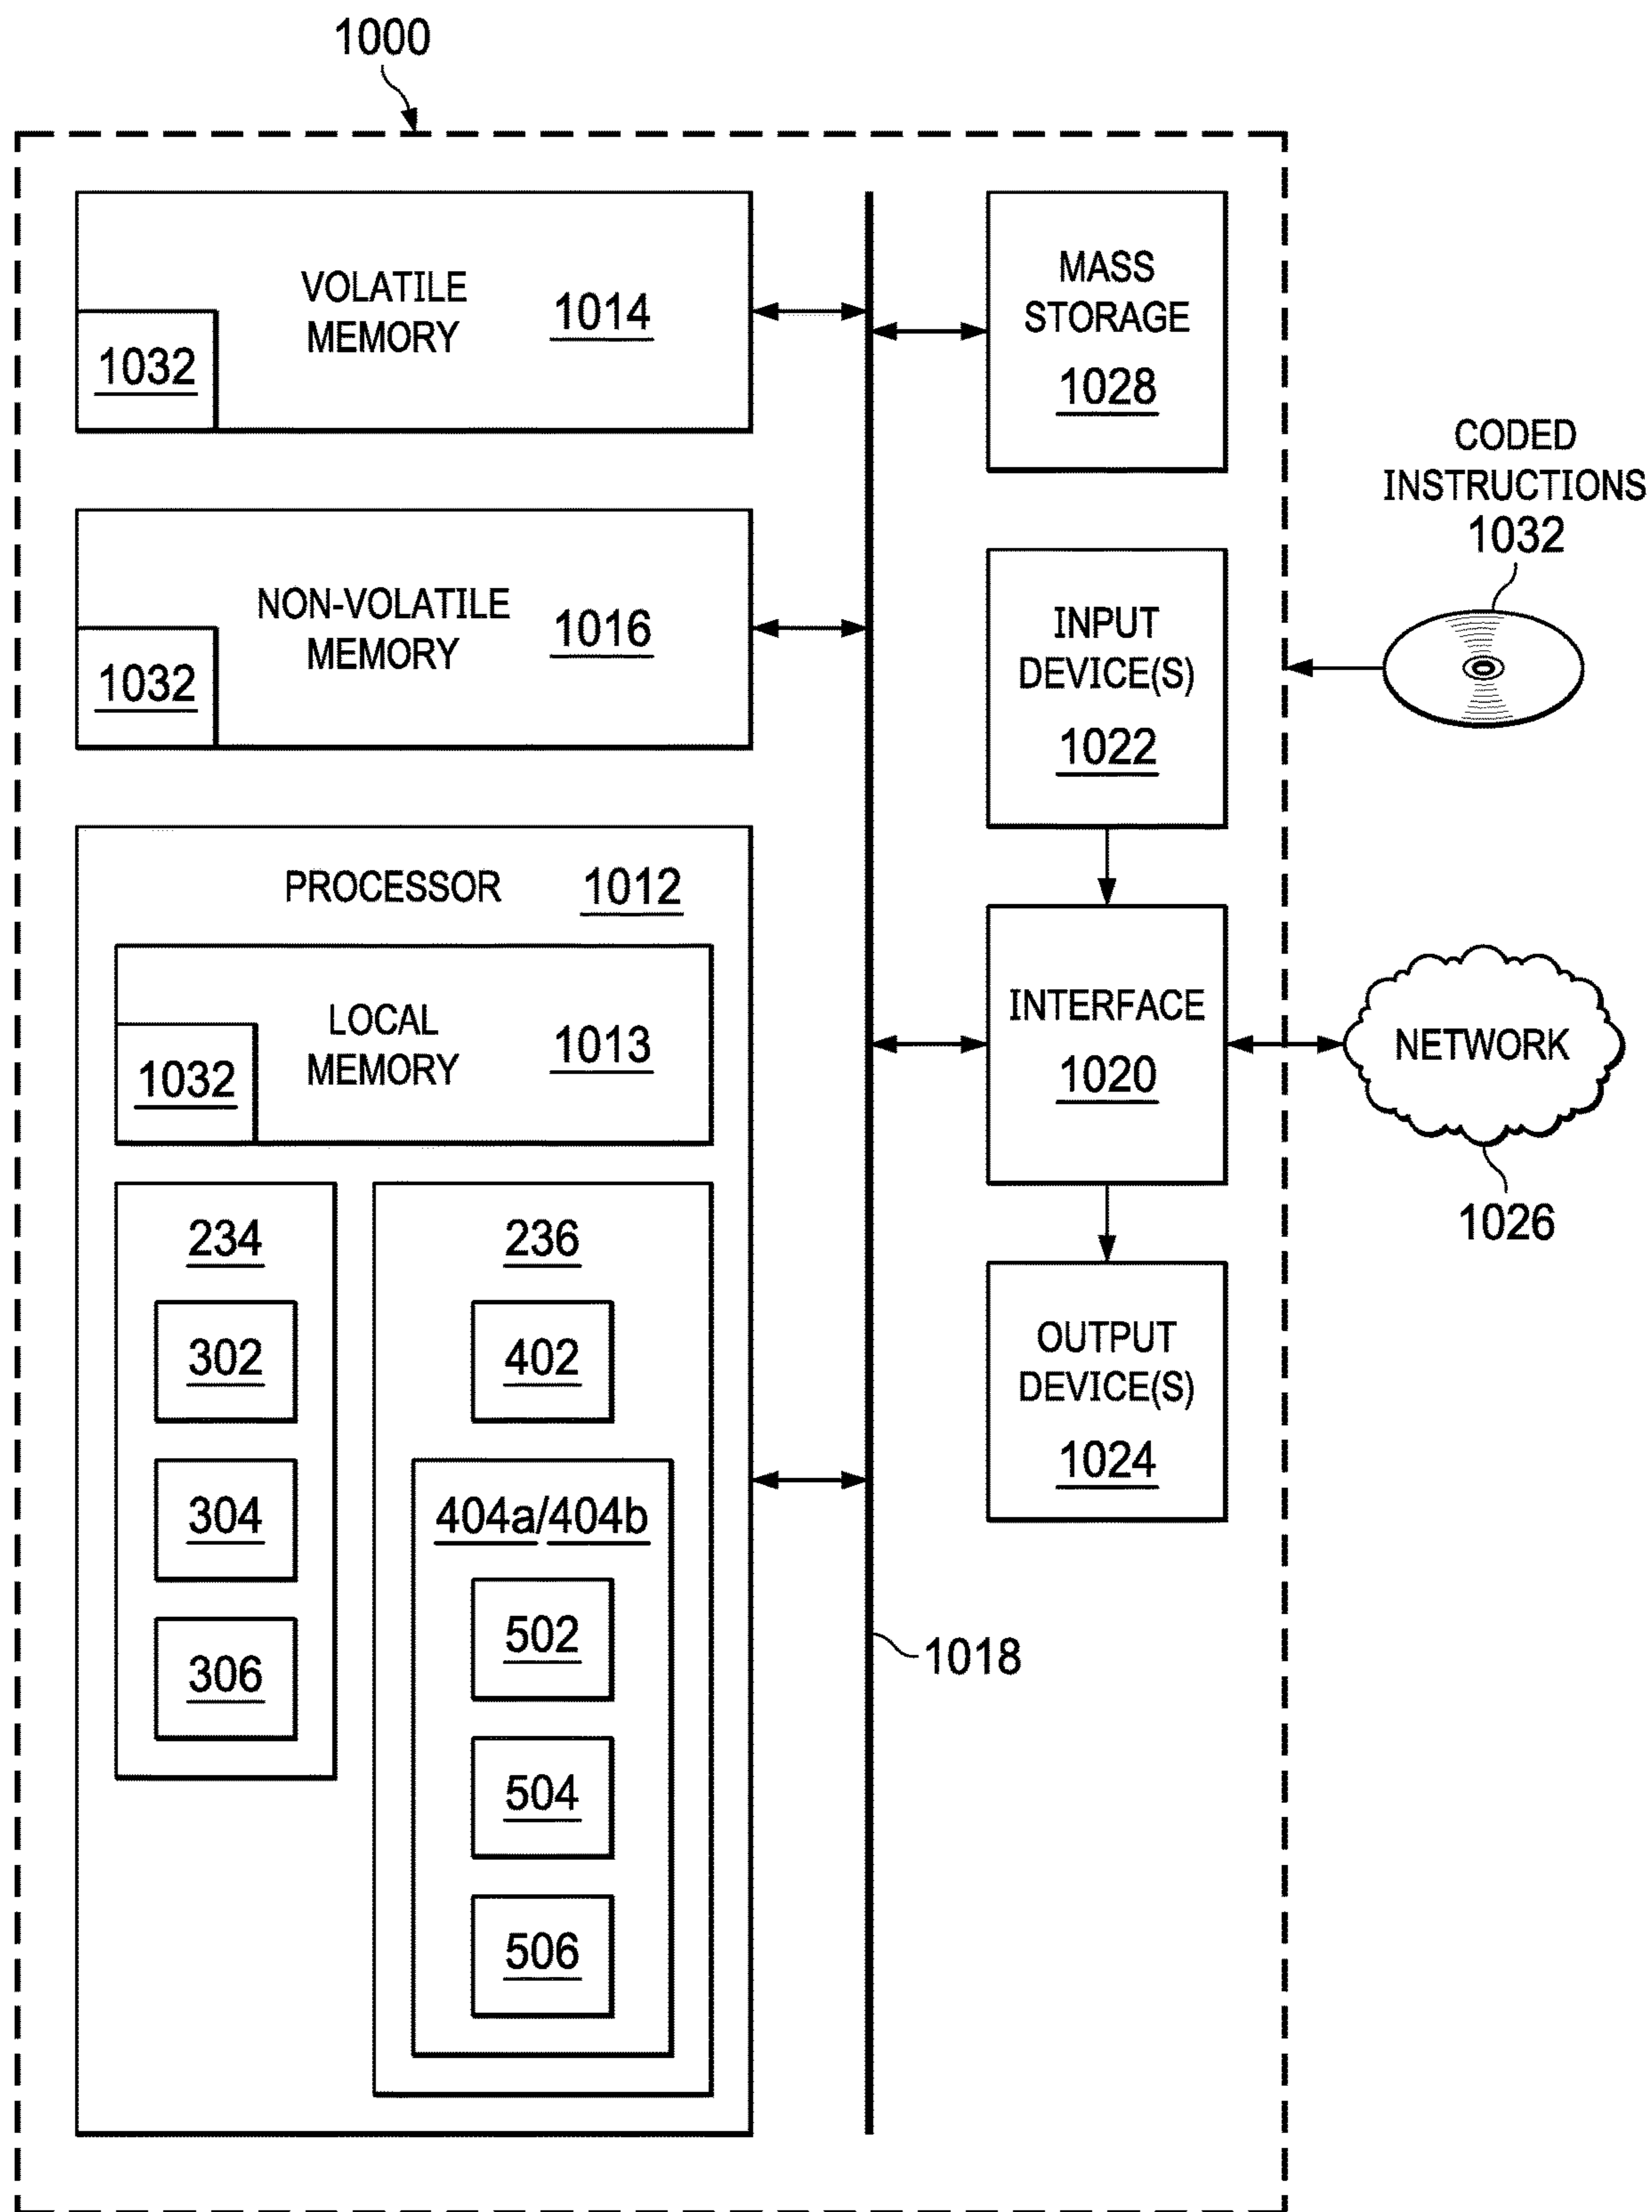 1000
VOLATILE
MEMORY
1014
1032
MASS
STORAGE
1028
CODED
INSTRUCTIONS
1032
NON-VOLATILE
MEMORY
1016
1032
INPUT
DEVICE(S)
1022
PROCESSOR 1012
LOCAL
MEMORY
1013
1032
INTERFACE
1020
NETWORK
1026
234
302
304
306
236
402
404a/404b
502
504
506
OUTPUT
DEVICE(S)
1024
1018